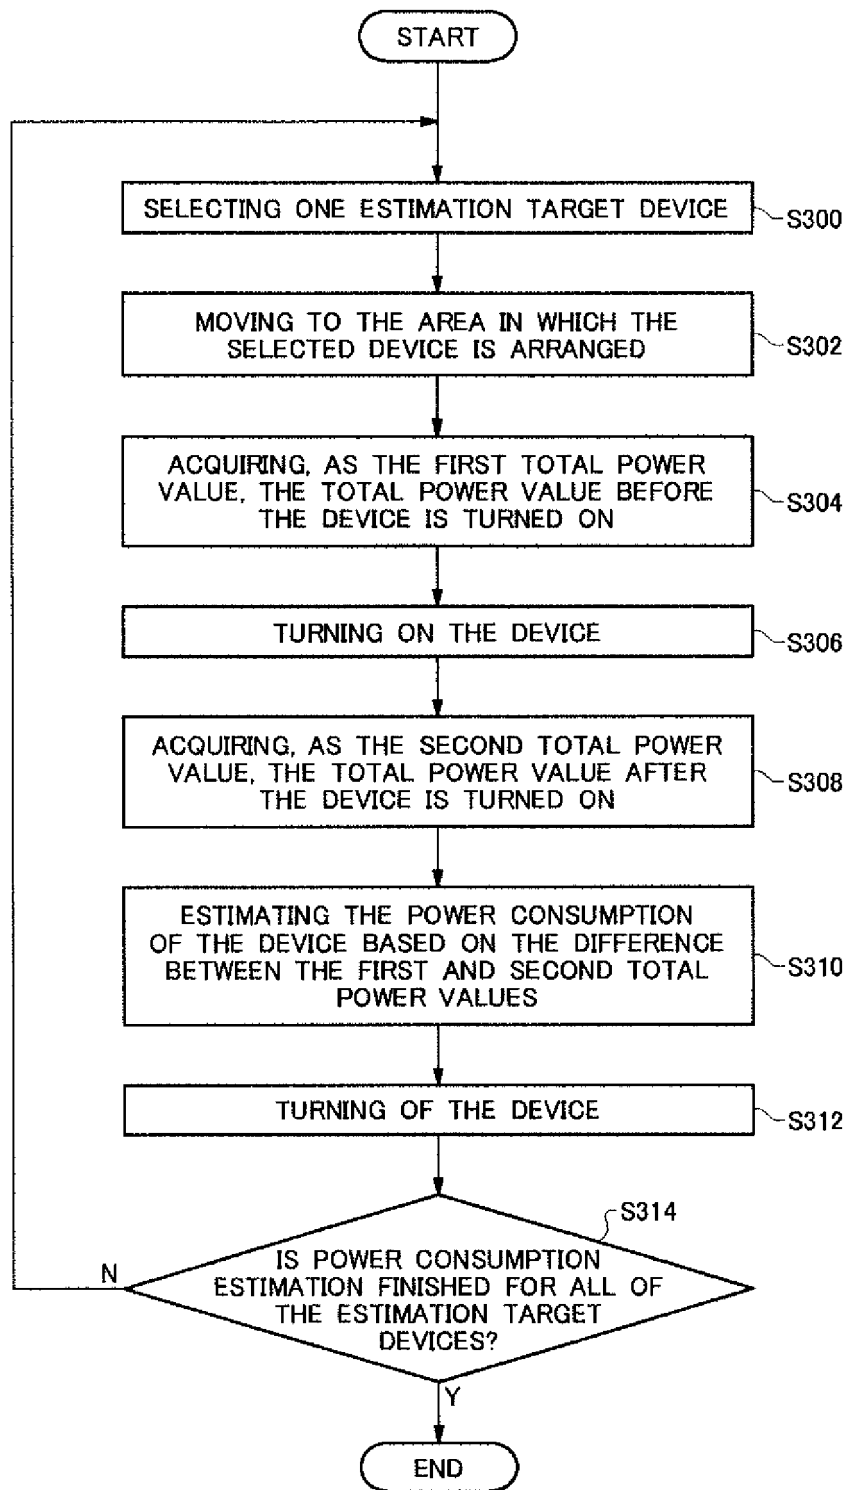 START
SELECTING ONE ESTIMATION TARGET DEVICE
S300
MOVING TO THE AREA IN WHICH THE
SELECTED DEVICE IS ARRANGED
S302
ACQUIRING, AS THE FIRST TOTAL POWER
VALUE, THE TOTAL POWER VALUE BEFORE
THE DEVICE IS TURNED ON
S304
TURNING ON THE DEVICE
S306
ACQUIRING, AS THE SECOND TOTAL POWER
VALUE, THE TOTAL POWER VALUE AFTER
THE DEVICE IS TURNED ON
S308
ESTIMATING THE POWER CONSUMPTION
OF THE DEVICE BASED ON THE DIFFERENCE
BETWEEN THE FIRST AND SECOND TOTAL
POWER VALUES
S310
TURNING OF THE DEVICE
S312
S314
IS POWER CONSUMPTION
ESTIMATION FINISHED FOR ALL OF
THE ESTIMATION TARGET
DEVICES?
N
Y
END